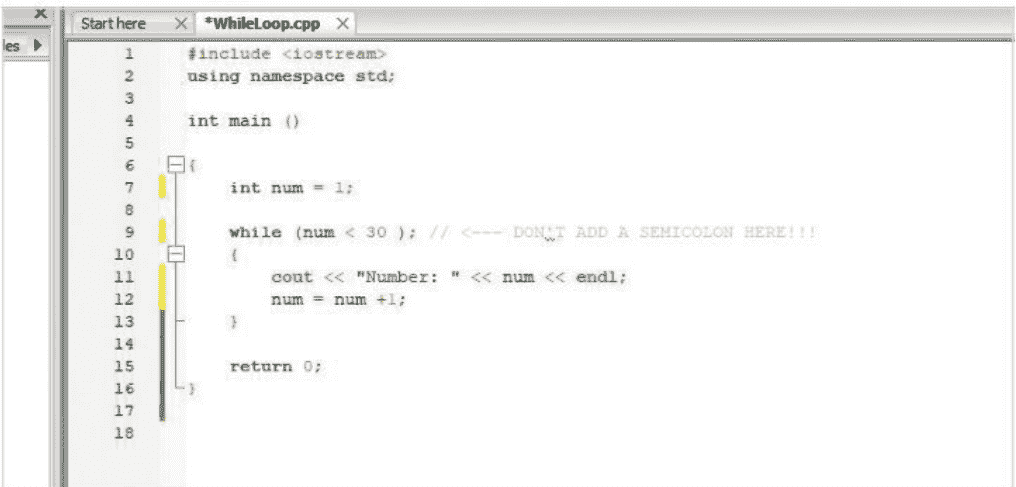 les
Start here
*WhileLoop.cpp
1 #include <iostream>
2 using namespace std;
3
4 int main ()
5
6 {
7 int num = 1;
8
9 while (num < 30 ); // <--- DON'T ADD A SEMICOLON HERE!!!
10 {
11 cout << "Number: " << num << endl;
12 num = num +1;
13 }
14
15 return 0;
16 }
17
18